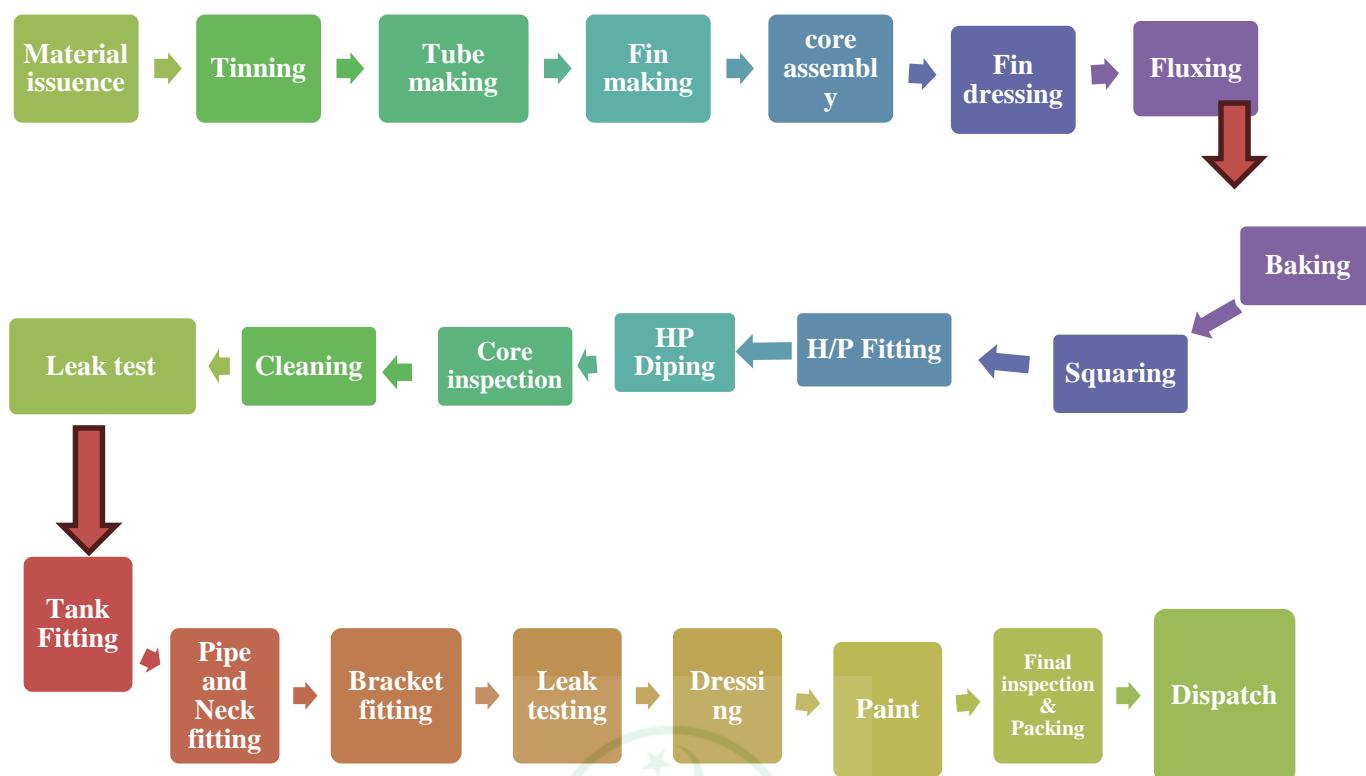 Material
issuence
Tinning
Tube
making
Fin
making
core
assembl
y
Fin
dressing
Fluxing
Baking
Squaring
H/P Fitting
HP
Diping
Core
inspection
Cleaning
Leak test
Tank
Fitting
Pipe
and
Neck
fitting
Bracket
fitting
Leak
testing
Dressi
ng
Paint
Final
inspection
&
Packing
Dispatch